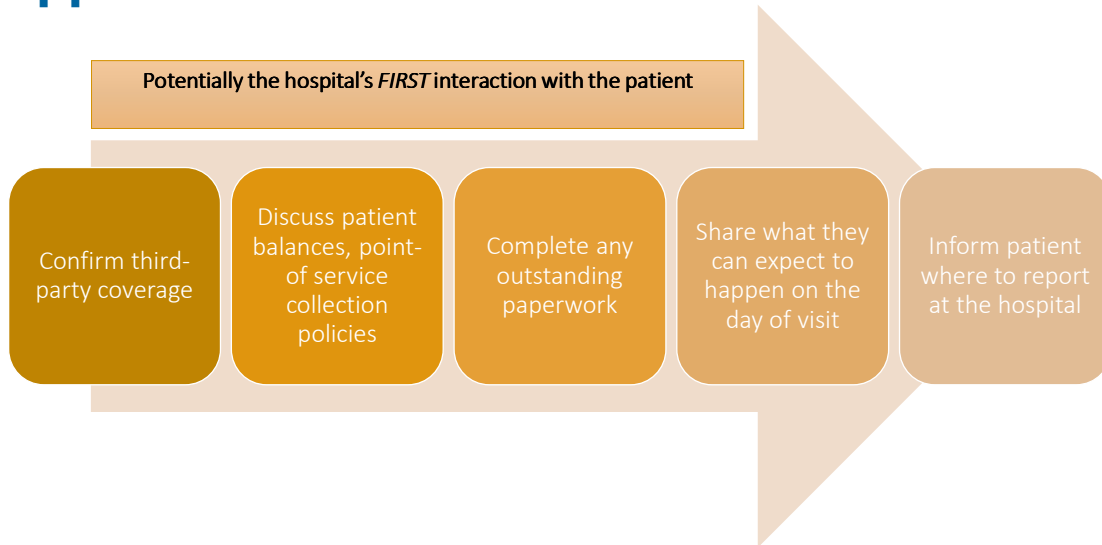 Potentially the hospital's FIRST interaction with the patient
Confirm third-
party coverage
Discuss patient
balances, point-
of service
collection
policies
Complete any
outstanding
paperwork
Share what they
can expect to
happen on the
day of visit
Inform patient
where to report
at the hospital